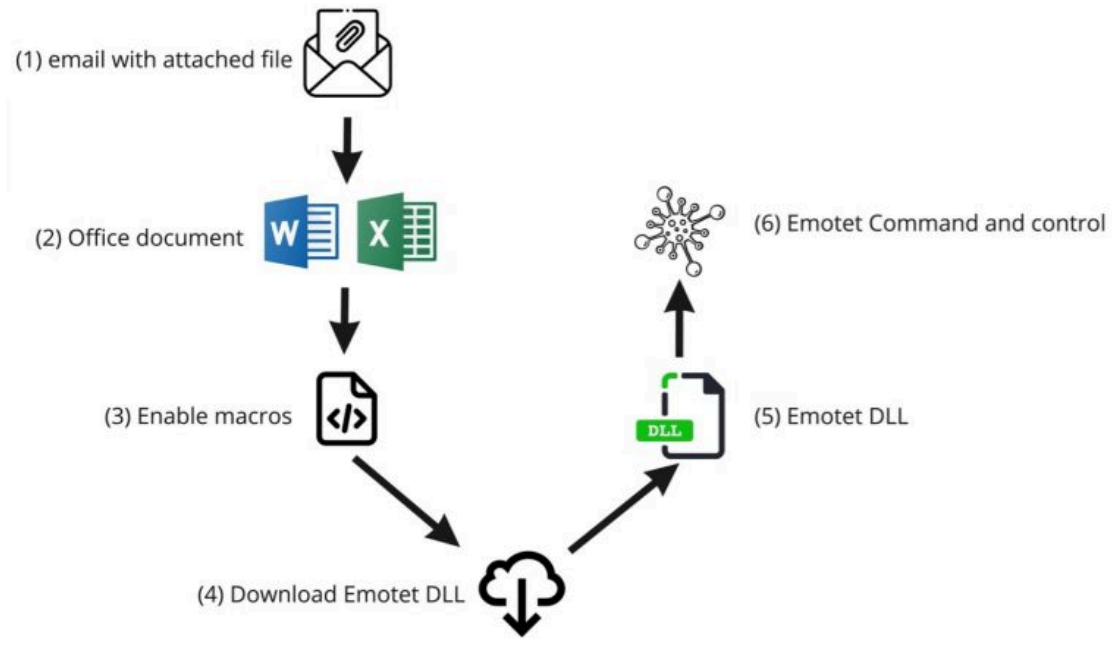 (1) email with attached file
(2) Office document
W
X
(3) Enable macros
</>
(4) Download Emotet DLL
DLL
(5) Emotet DLL
(6) Emotet Command and control